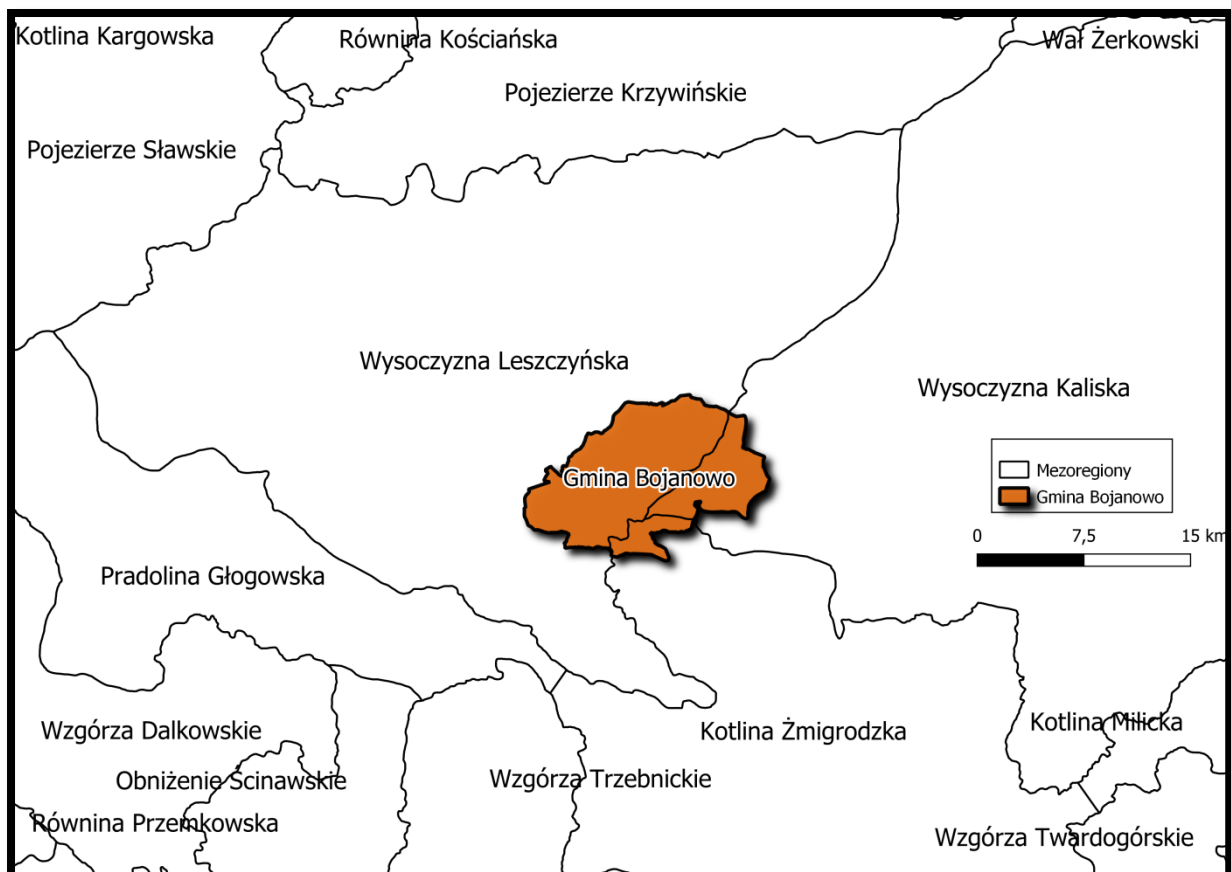 Kotlina Kargowska
Równina Kościańska
Wał Żerkowski
Pojezierze Krzywińskie
Pojezierze Sławskie
Wysoczyzna Leszczyńska
Wysoczyzna Kaliska
Mezoregiony
Gmina Bojanowo
Gmina Bojanowo
0 7,5 15 km
Pradolina Głogowska
Wzgórza Dalkowskie
Kotlina Żmigrodzka
Kotlina Milicka
Obniżenie Ścinawskie
Wzgórza Trzebnickie
Równina Przemkowska
Wzgórza Twardogórskie